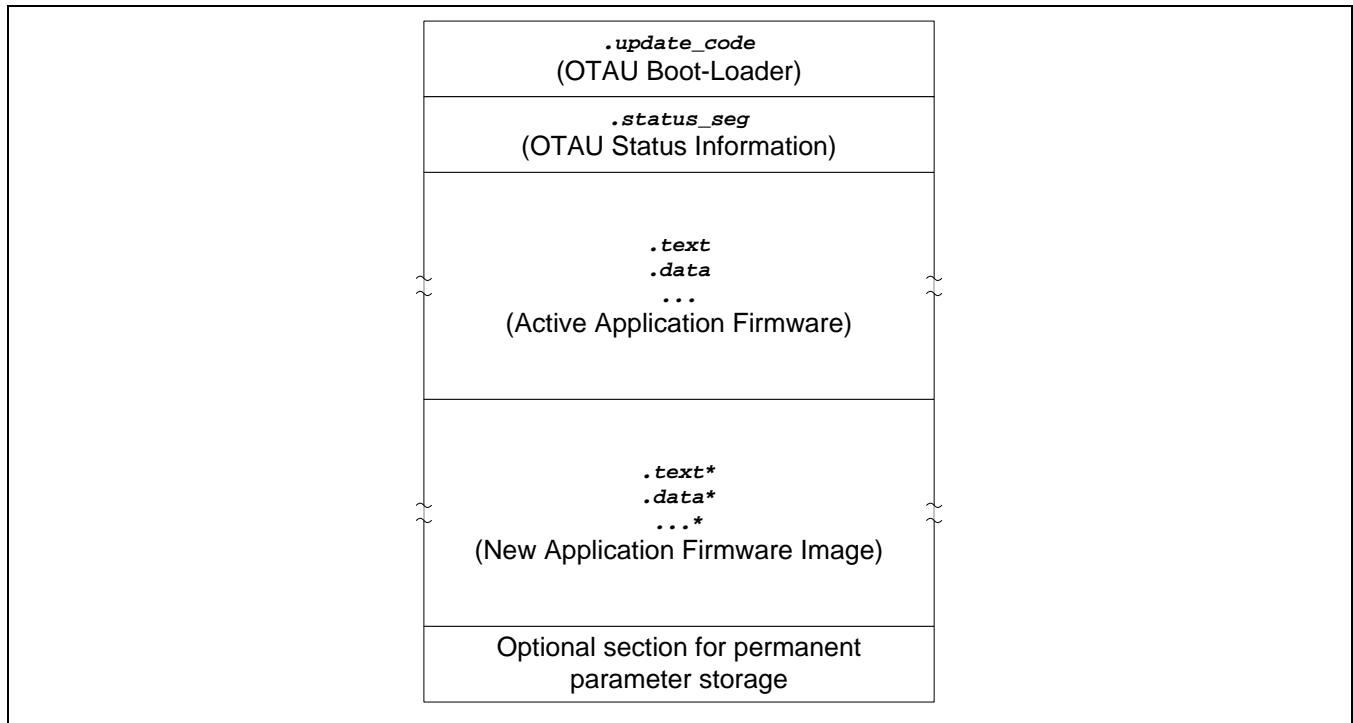 .update_code
(OTAU Boot-Loader)
.status_seg
(OTAU Status Information)
.text
.data
...
(Active Application Firmware)
.text*
.data*
...*
(New Application Firmware Image)
Optional section for permanent
parameter storage